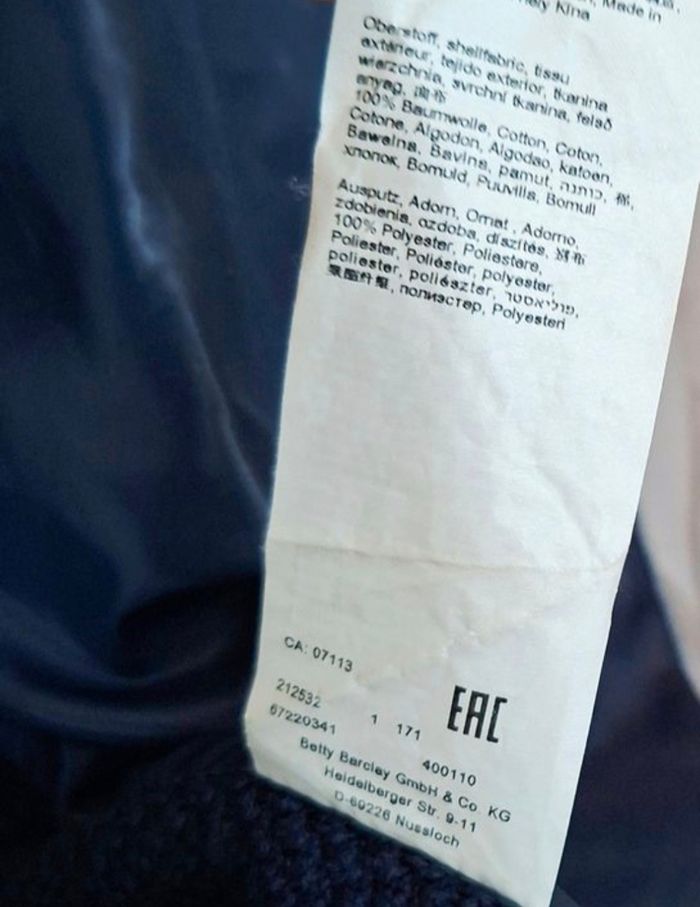 Made in
Kína
Oberstoff, shellfabric, tissu
extérieur, tejido exterior, tkanina
wierzchnia, svrchní tkanina, felső
anyag, 面布
100% Baumwolle, Cotton, Coton,
Cotone, Algodon, Algodao, katoen,
Bawelna, Bavlna, pamut, כותנה, 棉,
хлопок, Bomuld, Puuvilla, Bomull
Ausputz, Adorn, Ornat , Adorno,
zdobienia, ozdoba, díszítés,
100% Polyester, Poliestere,
Poliester, Poliéster, polyester,
poliester, poliészter, פוליאסטר,
聚酯纤维, полиэстер, Polyesteri
CA: 07113
EAC
212532
67220341 1 171
400110
Betty Barclay GmbH & Co. KG
Heidelberger Str. 9-11
D-69226 Nussloch